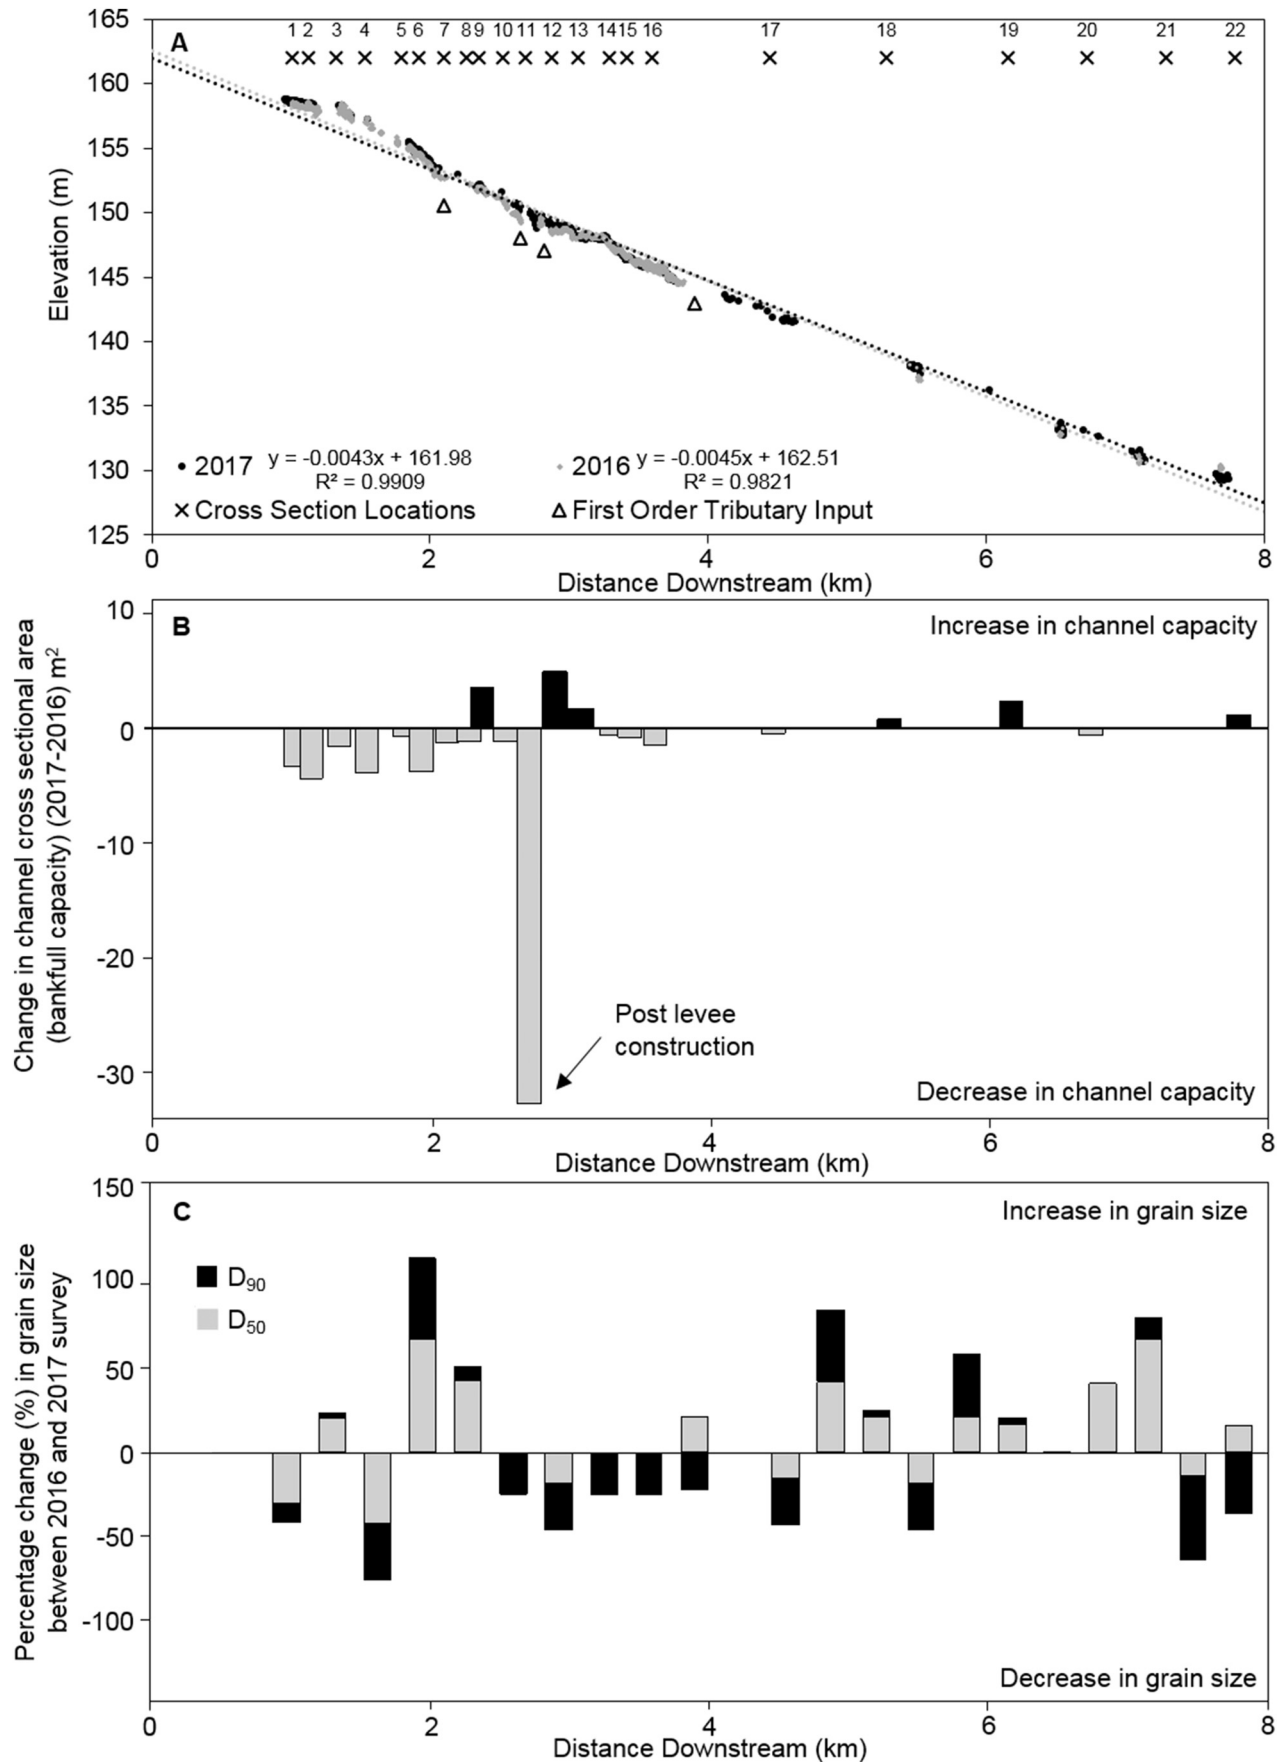 165
160
155
150
145
140
135
130
125
Elevation (m)
A
1 2 3 4 5 6 7 8 9 10 11 12 13 14 15 16 17 18 19 20 21 22
2017 y = -0.0043x + 161.98
R² = 0.9909
2016 y = -0.0045x + 162.51
R² = 0.9821
Cross Section Locations
First Order Tributary Input
0 2 4 6 8
Distance Downstream (km)
10
0
-10
-20
-30
Change in channel cross sectional area
(bankfull capacity) (2017-2016) m²
B
Increase in channel capacity
Post levee
construction
Decrease in channel capacity
0 2 4 6 8
Distance Downstream (km)
150
100
50
0
-50
-100
Percentage change (%) in grain size
between 2016 and 2017 survey
C
Increase in grain size
D₉₀
D₅₀
Decrease in grain size
0 2 4 6 8
Distance Downstream (km)